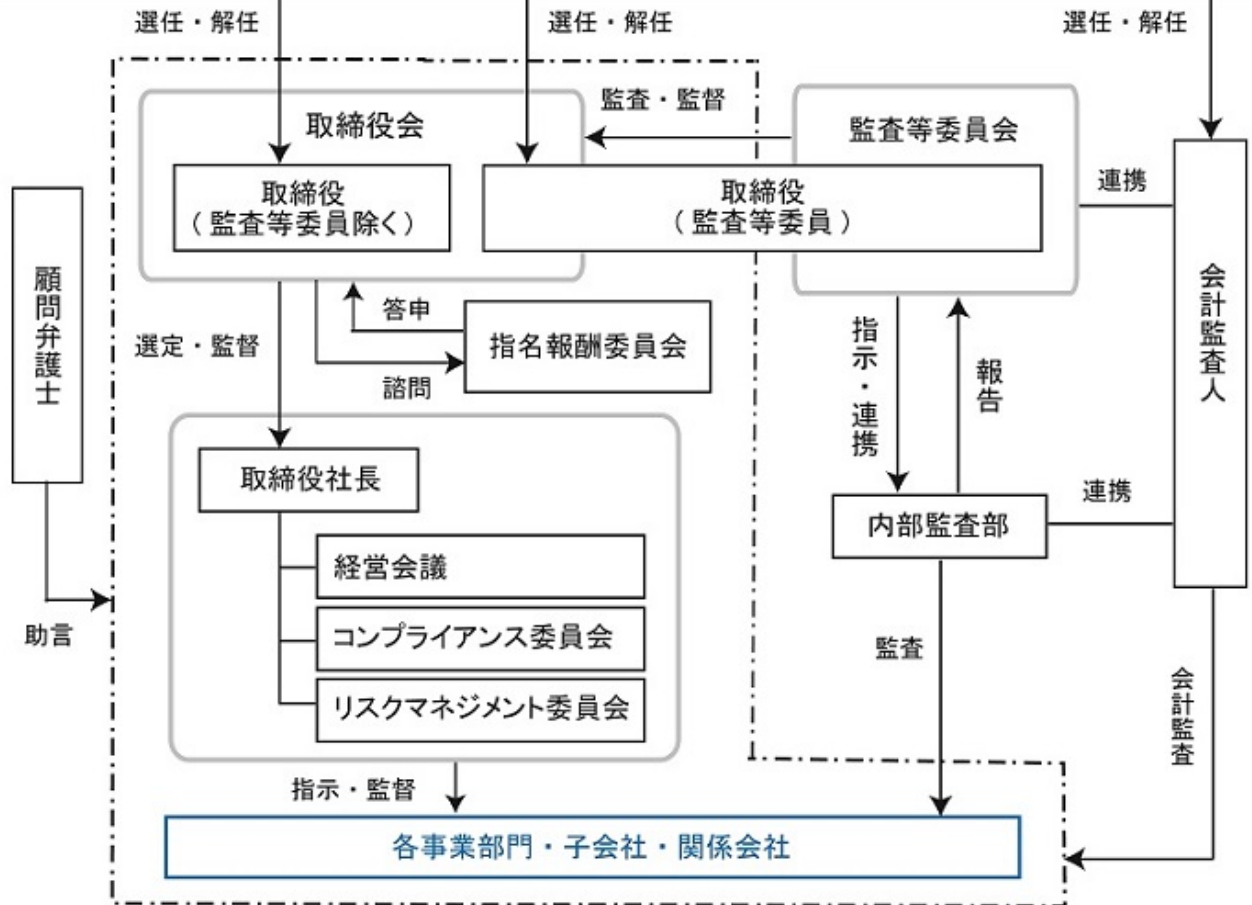 選任・解任
選任・解任
選任・解任
取締役会
監査・監督
監査等委員会
取締役
(監査等委員除く)
取締役
(監査等委員)
連携
顧問弁護士
会計監査人
選定・監督
答申
諮問
指名報酬委員会
指示・連携
報告
取締役社長
内部監査部
連携
経営会議
コンプライアンス委員会
リスクマネジメント委員会
助言
監査
会計監査
指示・監督
各事業部門・子会社・関係会社